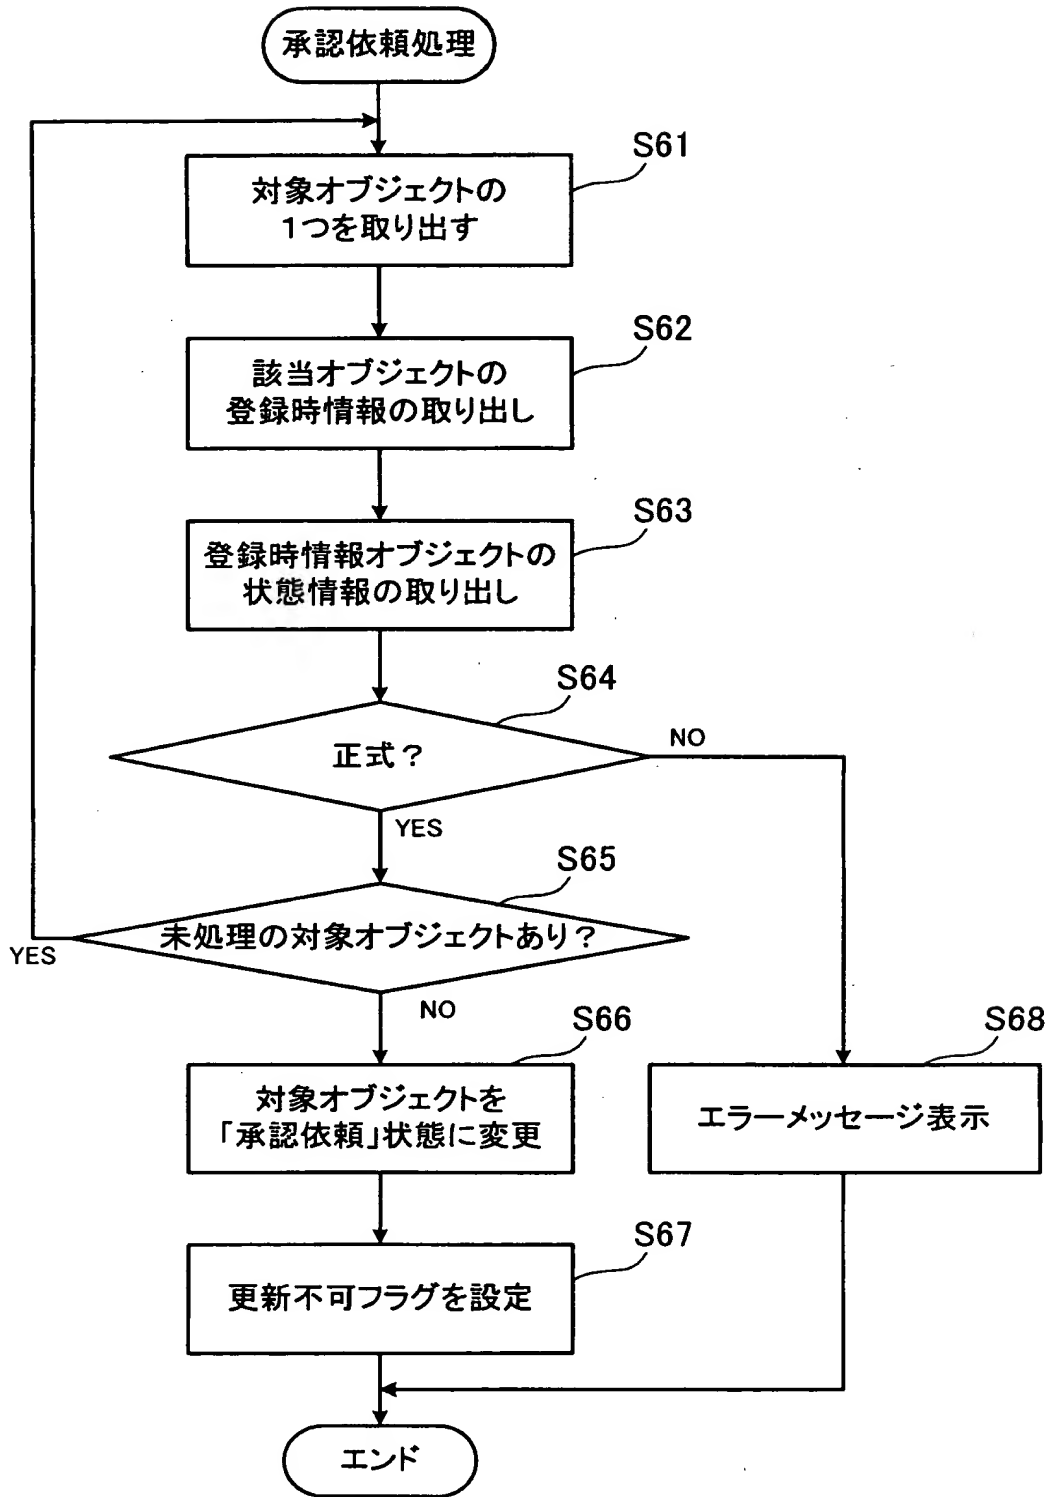 承認依頼処理
S61
対象オブジェクトの
1つを取り出す
S62
該当オブジェクトの
登録時情報の取り出し
S63
登録時情報オブジェクトの
状態情報の取り出し
S64
正式？
NO
YES
S65
未処理の対象オブジェクトあり？
YES
NO
S66
対象オブジェクトを
「承認依頼」状態に変更
S68
エラーメッセージ表示
S67
更新不可フラグを設定
エンド